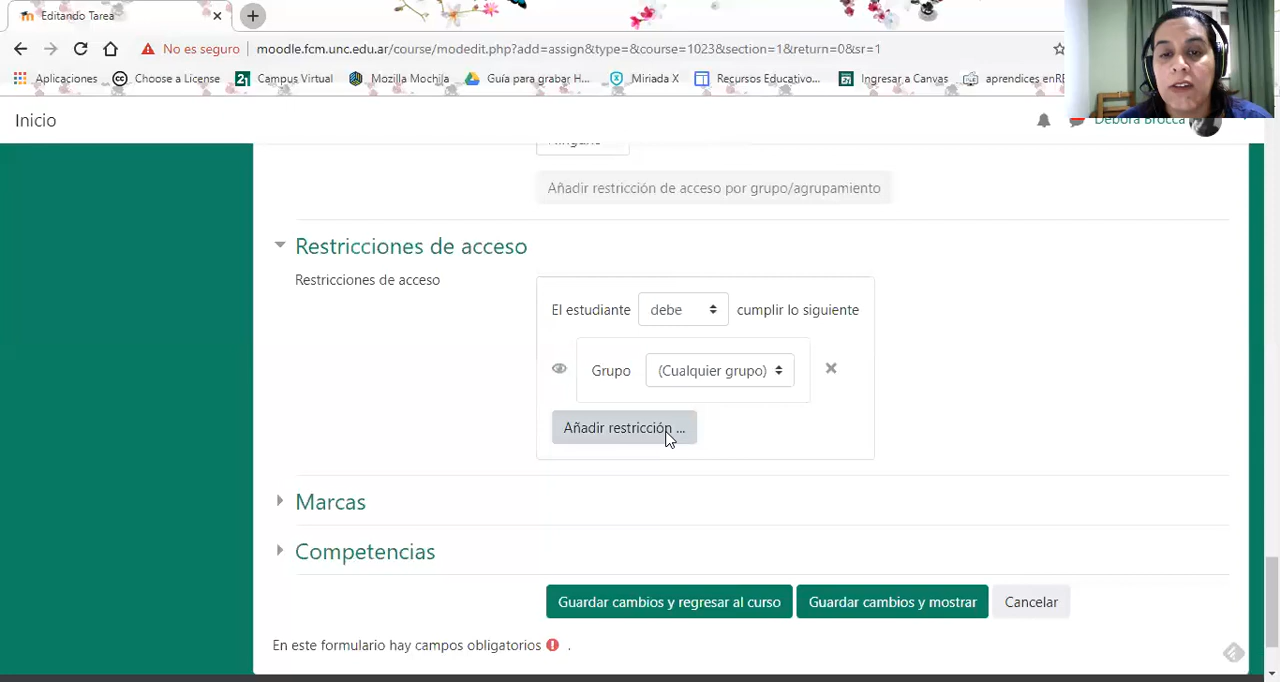 Editando Tarea
No es seguro
moodle.fcm.unc.edu.ar/course/modedit.php?add=assign&type=&course=1023&section=1&return=0&sr=1
Aplicaciones
Choose a License
Campus Virtual
Mozilla Mochila
Guía para grabar H...
Miriada X
Recursos Educativo...
Ingresar a Canvas
aprendices enRE
Inicio
Debora Brocca
Añadir restricción de acceso por grupo/agrupamiento
Restricciones de acceso
Restricciones de acceso
El estudiante debe cumplir lo siguiente
Grupo (Cualquier grupo)
Añadir restricción ...
Marcas
Competencias
Guardar cambios y regresar al curso
Guardar cambios y mostrar
Cancelar
En este formulario hay campos obligatorios .